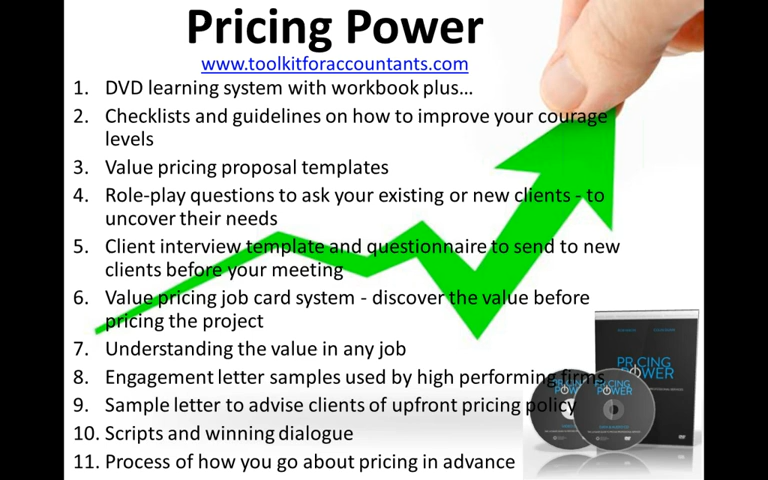 Pricing Power
www.toolkitforaccountants.com
1. DVD learning system with workbook plus...
2. Checklists and guidelines on how to improve your courage
levels
3. Value pricing proposal templates
4. Role-play questions to ask your existing or new clients - to
uncover their needs
5. Client interview template and questionnaire to send to new
clients before your meeting
6. Value pricing job card system - discover the value before
pricing the project
7. Understanding the value in any job
8. Engagement letter samples used by high performing firms
9. Sample letter to advise clients of upfront pricing policy
10. Scripts and winning dialogue
11. Process of how you go about pricing in advance
PRICING
POWER
PRICING
POWER